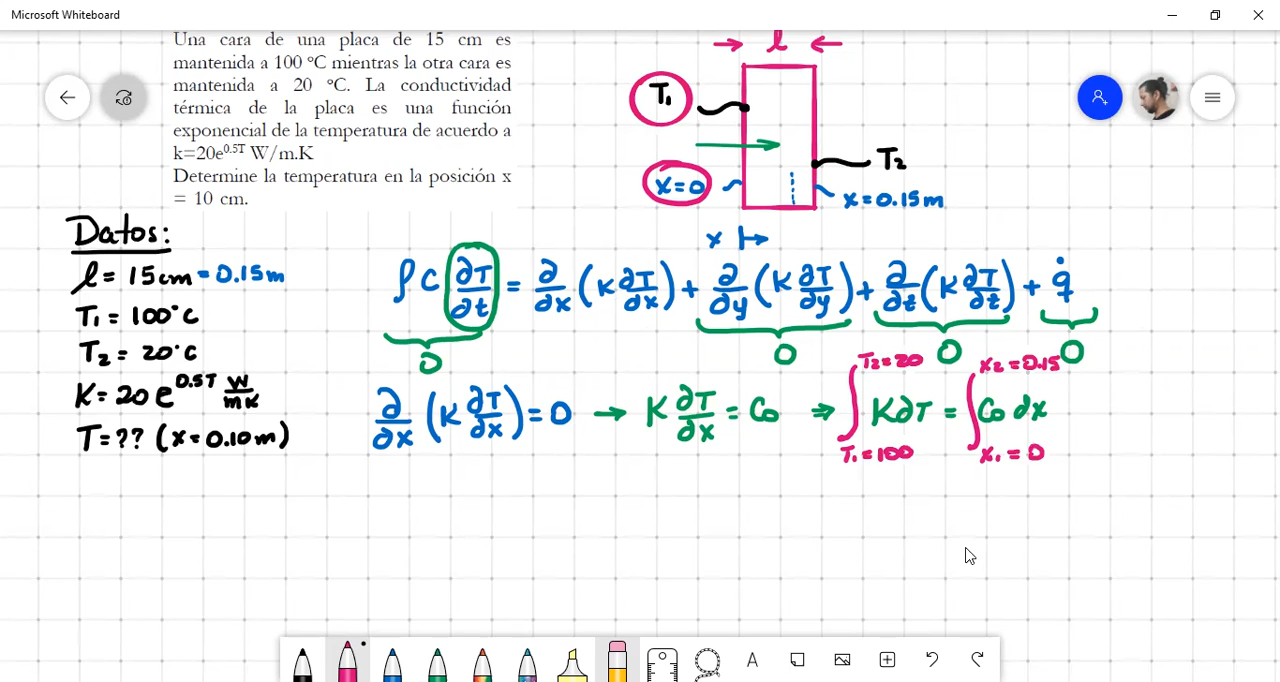 Microsoft Whiteboard
Una cara de una placa de 15 cm es
mantenida a 100 °C mientras la otra cara es
mantenida a 20 °C. La conductividad
térmica de la placa es una función
exponencial de la temperatura de acuerdo a
k=20e^0.5T W/m.K
Determine la temperatura en la posición x
= 10 cm.
l
T₁
T₂
x=0
x=0.15m
x
Datos:
l= 15cm = 0.15m
T₁ = 100°C
T₂ = 20°C
K= 20 e^0.5T W/mK
T=?? (x=0.10m)
ρC ∂T/∂t = ∂/∂x (K ∂T/∂x) + ∂/∂y (K ∂T/∂y) + ∂/∂z (K ∂T/∂z) + q̇
0 0 0 0
∂/∂x (K ∂T/∂x) = 0 → K ∂T/∂x = C₀ ⇒ ∫ K∂T = ∫ C₀ dx
T₂=20 x₂=0.15
T₁=100 x₁=0
A